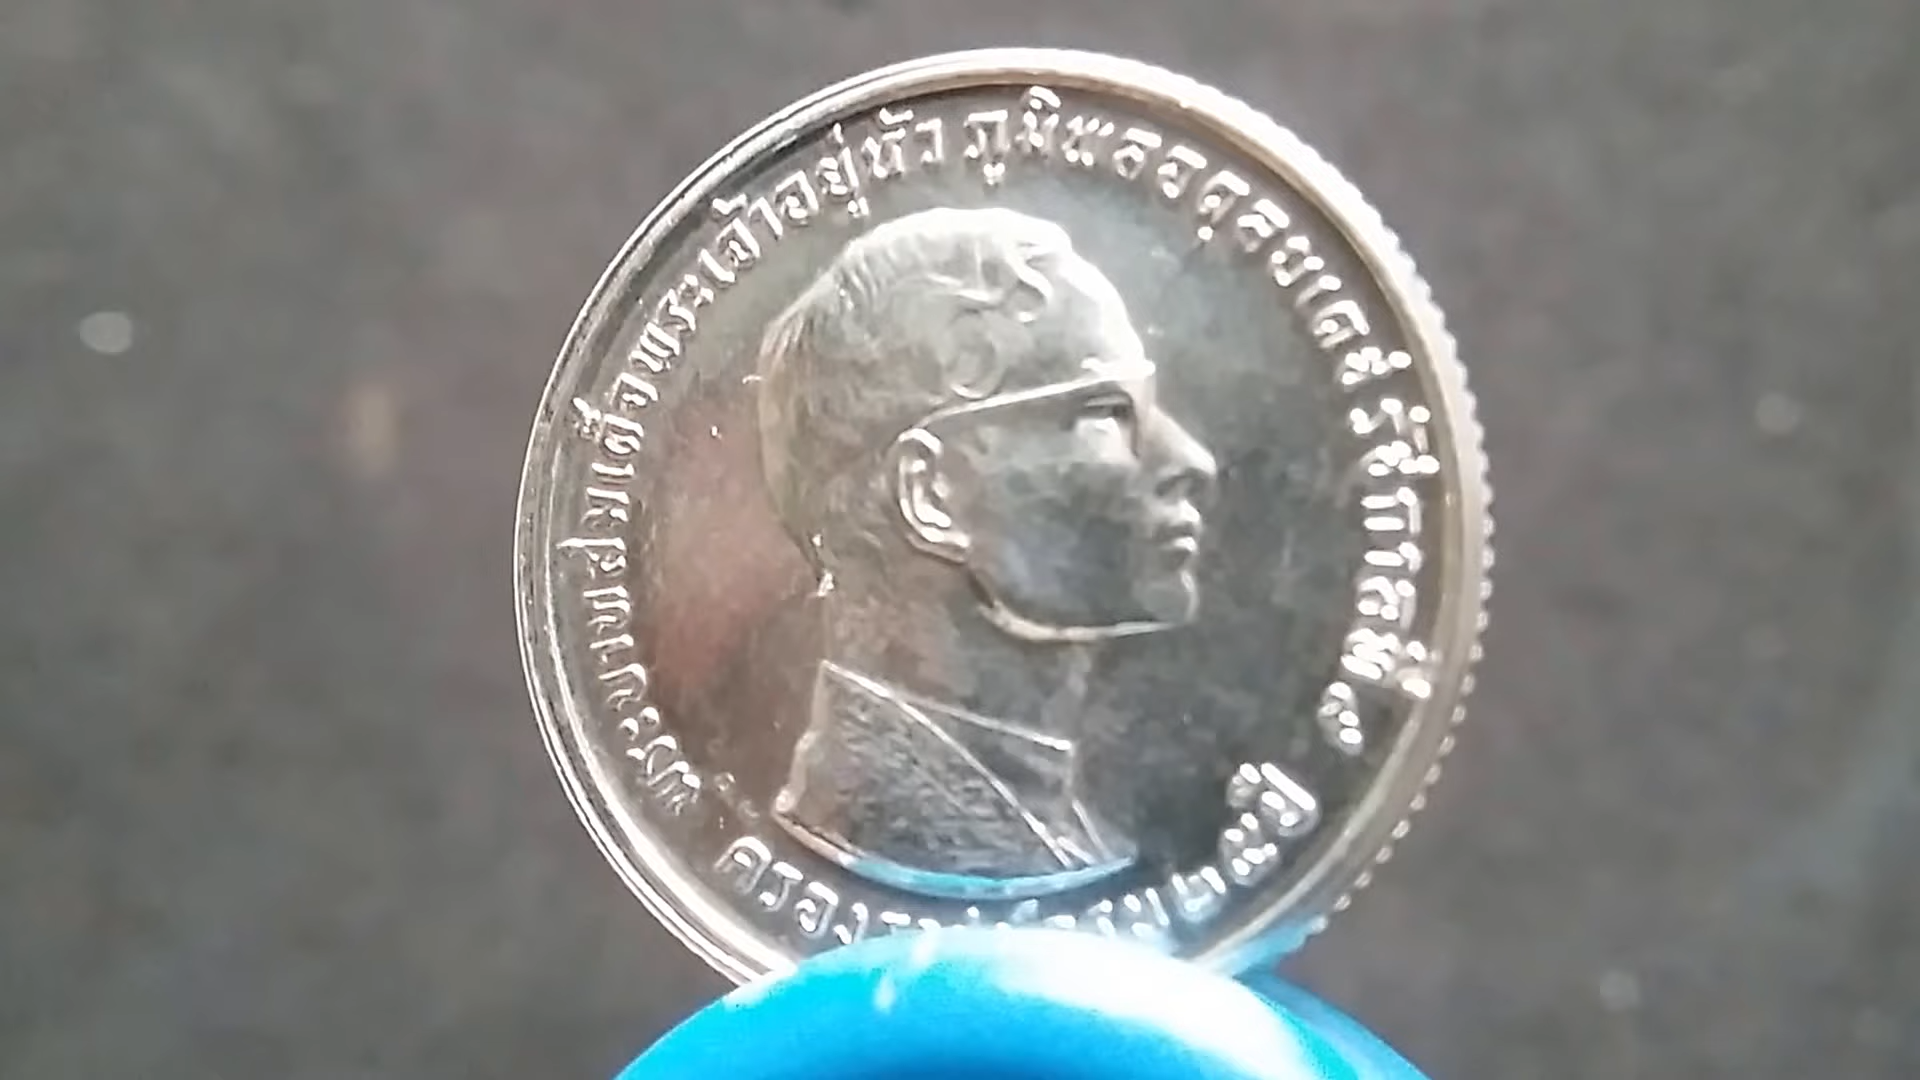 พระบาทสมเด็จพระเจ้าอยู่หัว ภูมิพลอดุลยเดช รัชกาลที่ ๙
ครอง ๒๕ ปี